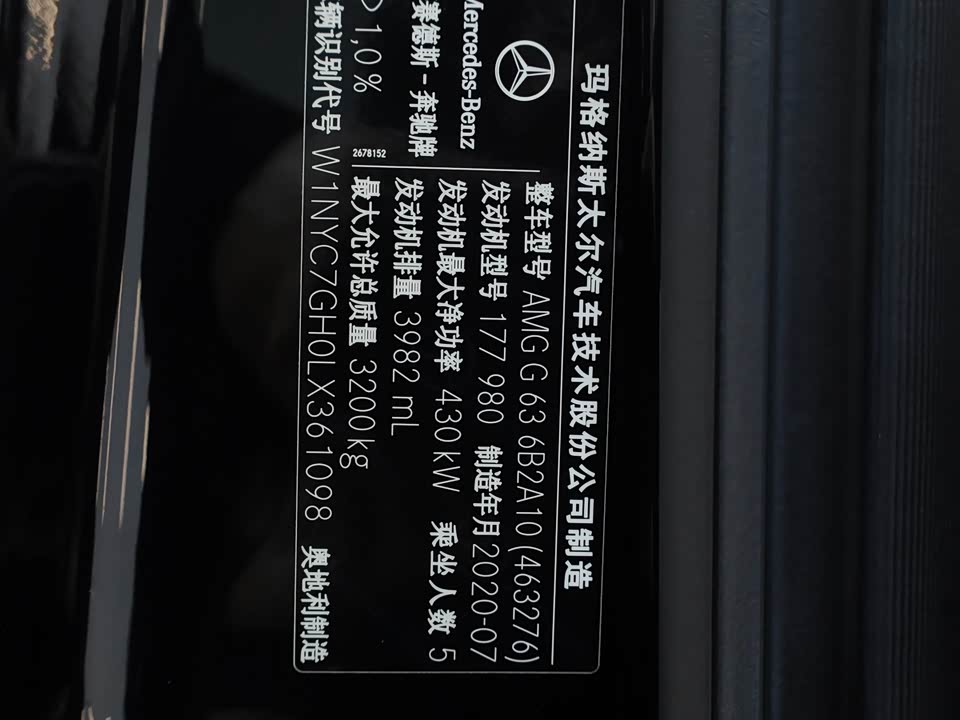 玛格纳斯太尔汽车技术股份公司制造
Mercedes-Benz
赛德斯-奔驰牌
1,0%
2678152
整车型号 AMG G 63 6B2A10 (463276)
发动机型号 177 980 制造年月 2020-07
发动机最大净功率 430 kW 乘坐人数 5
发动机排量 3982 mL
最大允许总质量 3200 kg
辆识别代号 W1NYC7GH0LX361098 奥地利制造